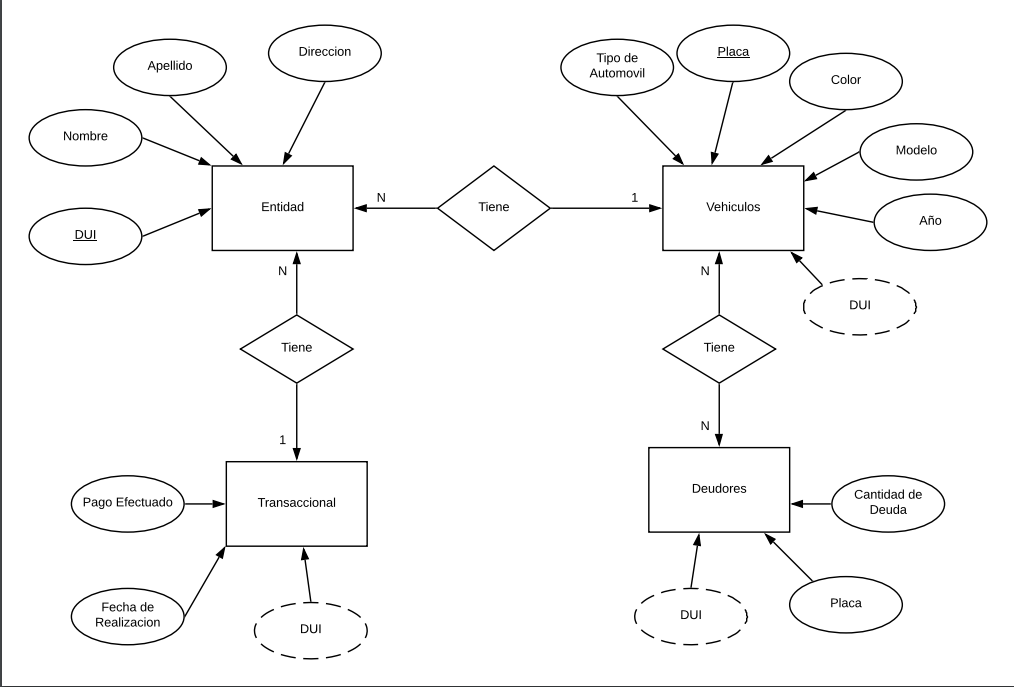 Apellido
Direccion
Nombre
DUI
Entidad
N
Tiene
1
Tipo de
Automovil
Placa
Color
Modelo
Año
Vehiculos
DUI
N
Tiene
1
N
Tiene
N
Pago Efectuado
Transaccional
Fecha de
Realizacion
DUI
Deudores
Cantidad de
Deuda
DUI
Placa